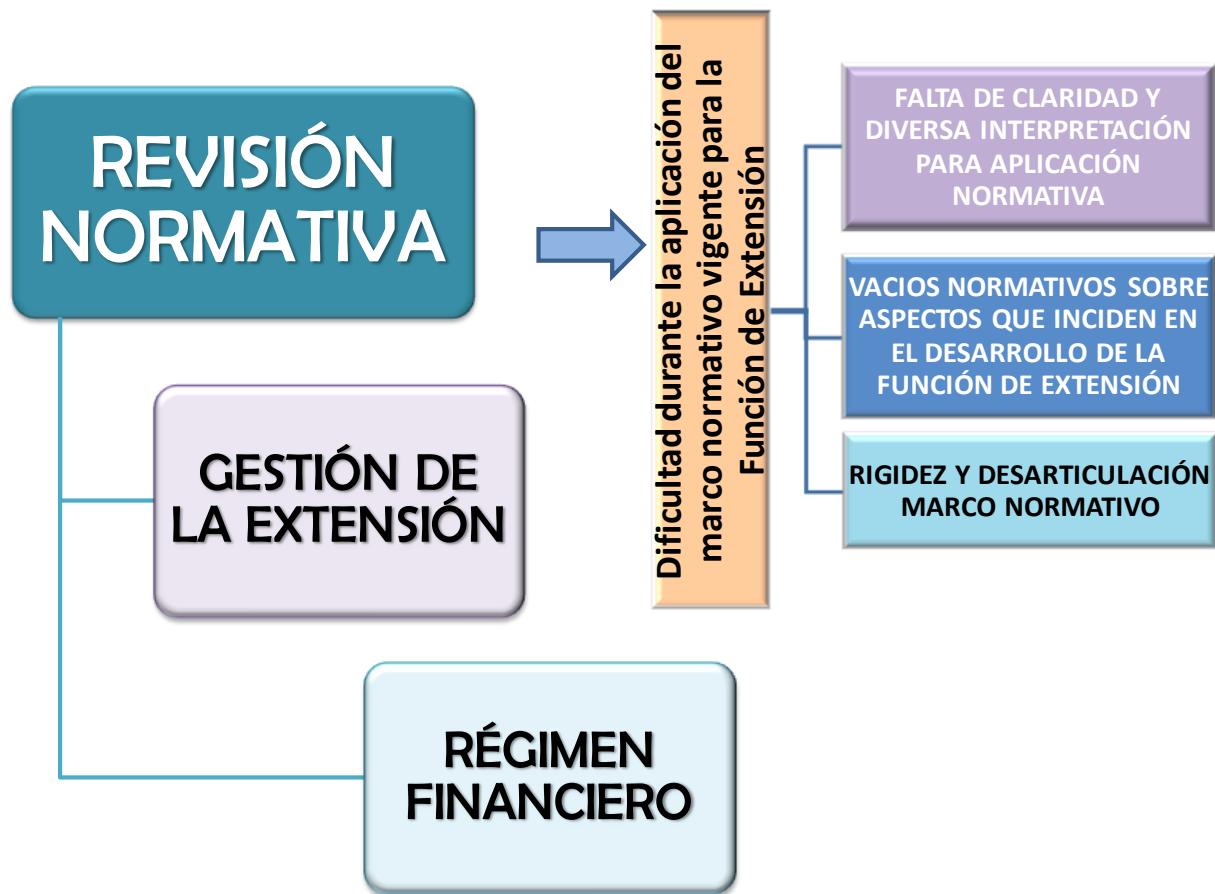 REVISIÓN
NORMATIVA
GESTIÓN DE
LA EXTENSIÓN
RÉGIMEN
FINANCIERO
Dificultad durante la aplicación del
marco normativo vigente para la
Función de Extensión
FALTA DE CLARIDAD Y
DIVERSA INTERPRETACIÓN
PARA APLICACIÓN
NORMATIVA
VACIOS NORMATIVOS SOBRE
ASPECTOS QUE INCIDEN EN
EL DESARROLLO DE LA
FUNCIÓN DE EXTENSIÓN
RIGIDEZ Y DESARTICULACIÓN
MARCO NORMATIVO